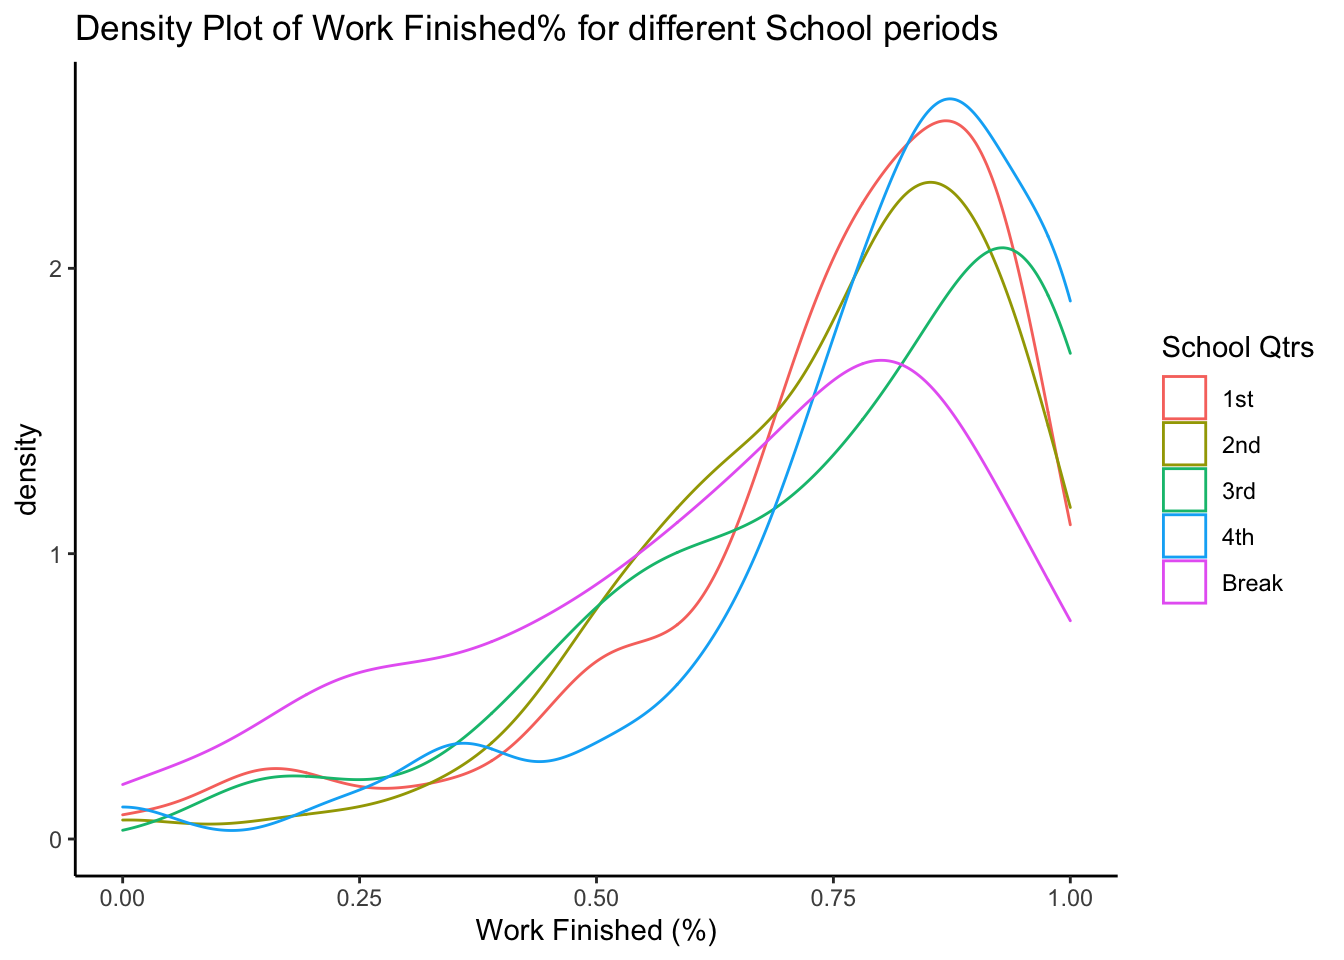 Density Plot of Work Finished% for different School periods
density
2
1
0
0.00 0.25 0.50 0.75 1.00
Work Finished (%)
School Qtrs
1st
2nd
3rd
4th
Break